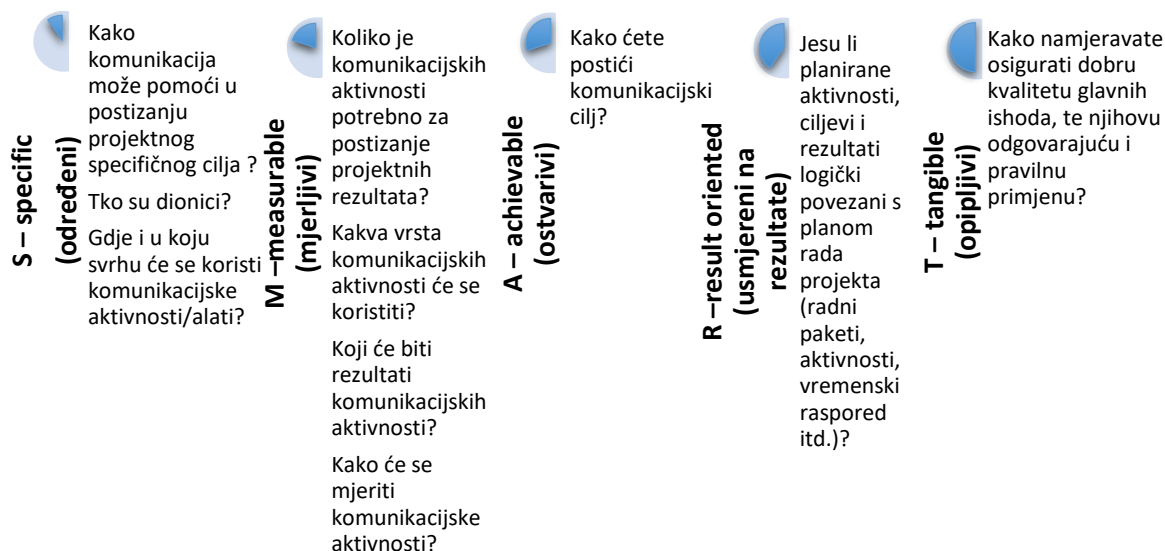 S – specific
(određeni)
Kako
komunikacija
može pomoći u
postizanju
projektnog
specifičnog cilja ?
Tko su dionici?
Gdje i u koju
svrhu će se koristi
komunikacijske
aktivnosti/alati?
M –measurable
(mjerljivi)
Koliko je
komunikacijskih
aktivnosti
potrebno za
postizanje
projektnih
rezultata?
Kakva vrsta
komunikacijskih
aktivnosti će se
koristiti?
Koji će biti
rezultati
komunikacijskih
aktivnosti?
Kako će se
mjeriti
komunikacijske
aktivnosti?
A – achievable
(ostvarivi)
Kako ćete
postići
komunikacijski
cilj?
R –result oriented
(usmjereni na
rezultate)
Jesu li
planirane
aktivnosti,
ciljevi i
rezultati
logički
povezani s
planom
rada
projekta
(radni
paketi,
aktivnosti,
vremenski
raspored
itd.)?
T – tangible
(opipljivi)
Kako namjeravate
osigurati dobru
kvalitetu glavnih
ishoda, te njihovu
odgovarajuću i
pravilnu
primjenu?